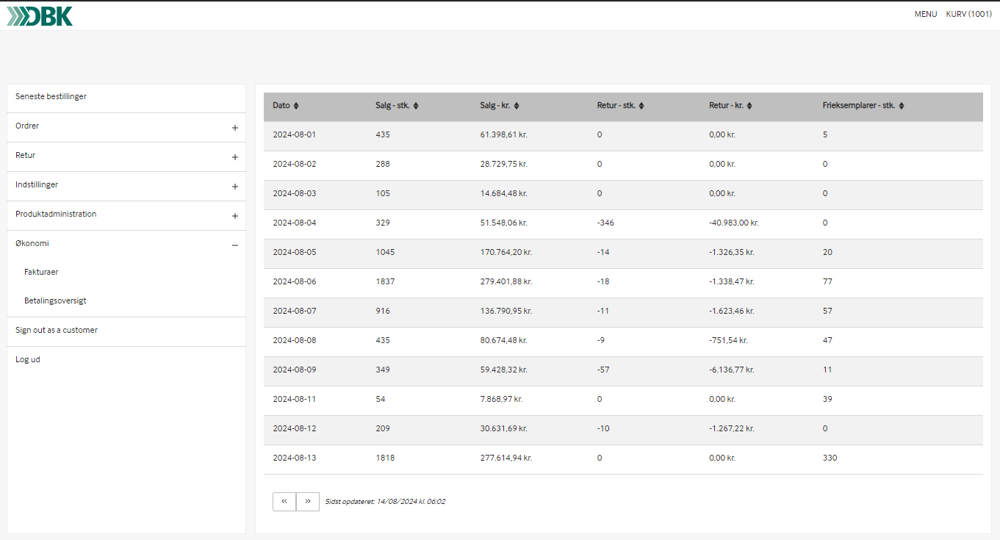 DBK
MENU KURV (1001)
Seneste bestillinger
Ordrer
Retur
Indstillinger
Produktadministration
Økonomi
Fakturaer
Betalingsoversigt
Sign out as a customer
Log ud
Dato Salg - stk. Salg - kr. Retur - stk. Retur - kr. Frieksemplarer - stk.
2024-08-01 435 61.398,61 kr. 0 0,00 kr. 5
2024-08-02 288 28.729,75 kr. 0 0,00 kr. 0
2024-08-03 105 14.684,48 kr. 0 0,00 kr. 0
2024-08-04 329 51.548,06 kr. -346 -40.983,00 kr. 0
2024-08-05 1045 170.764,20 kr. -14 -1.326,35 kr. 20
2024-08-06 1837 279.401,88 kr. -18 -1.338,47 kr. 77
2024-08-07 916 136.790,95 kr. -11 -1.623,46 kr. 57
2024-08-08 435 80.674,48 kr. -9 -751,54 kr. 47
2024-08-09 349 59.428,32 kr. -57 -6.136,77 kr. 11
2024-08-11 54 7.868,97 kr. 0 0,00 kr. 39
2024-08-12 209 30.631,69 kr. -10 -1.267,22 kr. 0
2024-08-13 1818 277.614,94 kr. 0 0,00 kr. 330
« » Sidst opdateret: 14/08/2024 kl. 06:02